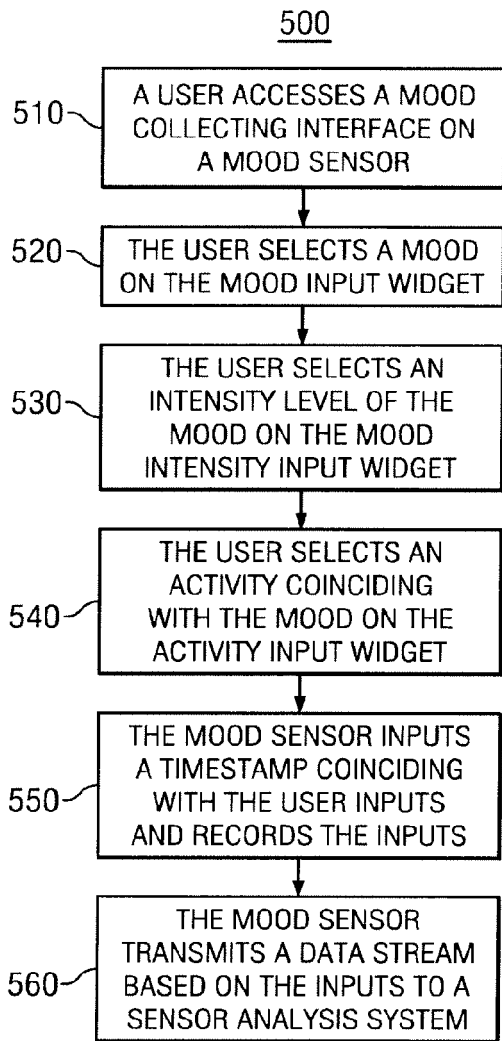 500
510
A USER ACCESSES A MOOD
COLLECTING INTERFACE ON
A MOOD SENSOR
520
THE USER SELECTS A MOOD
ON THE MOOD INPUT WIDGET
530
THE USER SELECTS AN
INTENSITY LEVEL OF THE
MOOD ON THE MOOD
INTENSITY INPUT WIDGET
540
THE USER SELECTS AN
ACTIVITY COINCIDING
WITH THE MOOD ON THE
ACTIVITY INPUT WIDGET
550
THE MOOD SENSOR INPUTS
A TIMESTAMP COINCIDING
WITH THE USER INPUTS
AND RECORDS THE INPUTS
560
THE MOOD SENSOR
TRANSMITS A DATA STREAM
BASED ON THE INPUTS TO A
SENSOR ANALYSIS SYSTEM